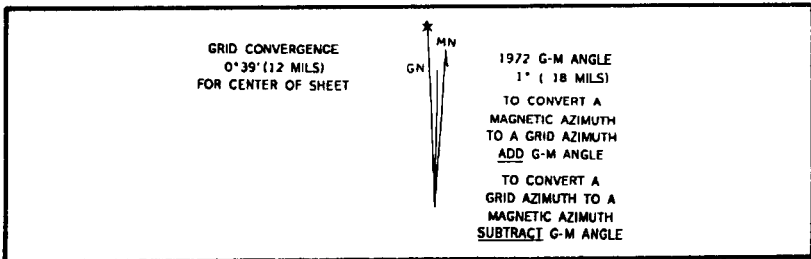 GRID CONVERGENCE
0°39' (12 MILS)
FOR CENTER OF SHEET
MN
GN
1972 G-M ANGLE
1° ( 18 MILS)
TO CONVERT A
MAGNETIC AZIMUTH
TO A GRID AZIMUTH
ADD G-M ANGLE
TO CONVERT A
GRID AZIMUTH TO A
MAGNETIC AZIMUTH
SUBTRACT G-M ANGLE